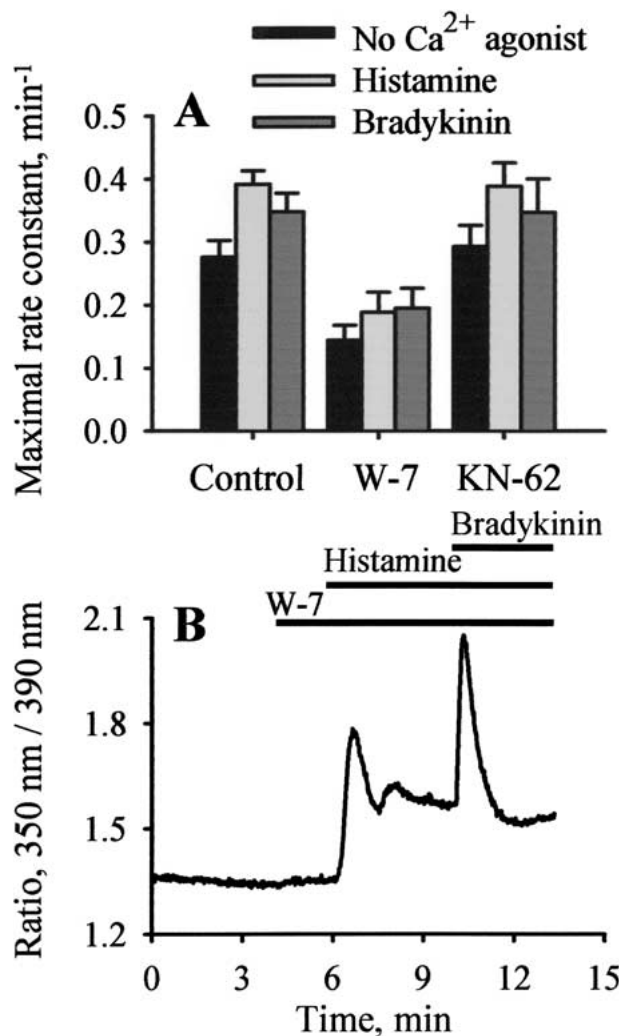 No Ca²⁺ agonist
Histamine
Bradykinin
A
Maximal rate constant, min⁻¹
0.5
0.4
0.3
0.2
0.1
0.0
Control W-7 KN-62
Bradykinin
Histamine
W-7
B
Ratio, 350 nm / 390 nm
2.1
1.8
1.5
1.2
0 3 6 9 12 15
Time, min